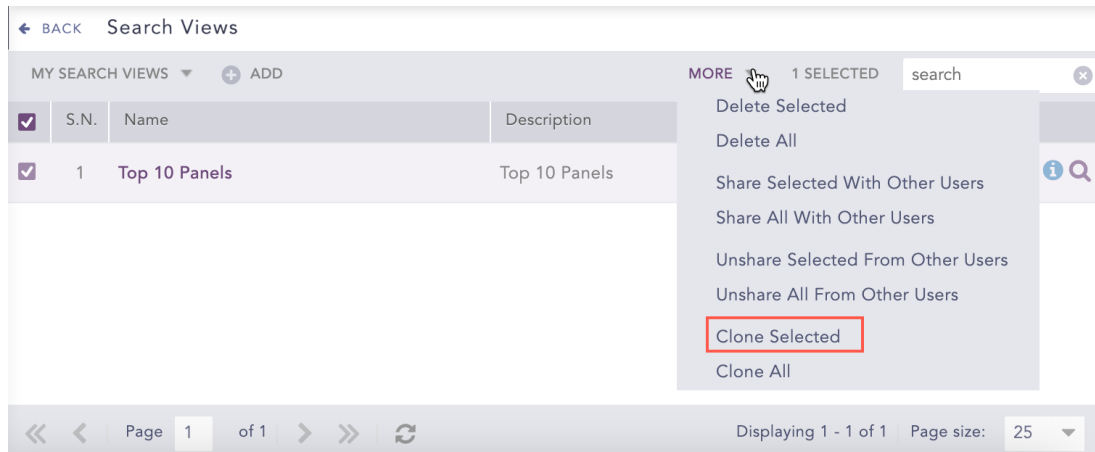 BACK Search Views
MY SEARCH VIEWS ADD MORE 1 SELECTED search
S.N. Name Description
1 Top 10 Panels Top 10 Panels
Delete Selected
Delete All
Share Selected With Other Users
Share All With Other Users
Unshare Selected From Other Users
Unshare All From Other Users
Clone Selected
Clone All
Page 1 of 1 Displaying 1 - 1 of 1 Page size: 25